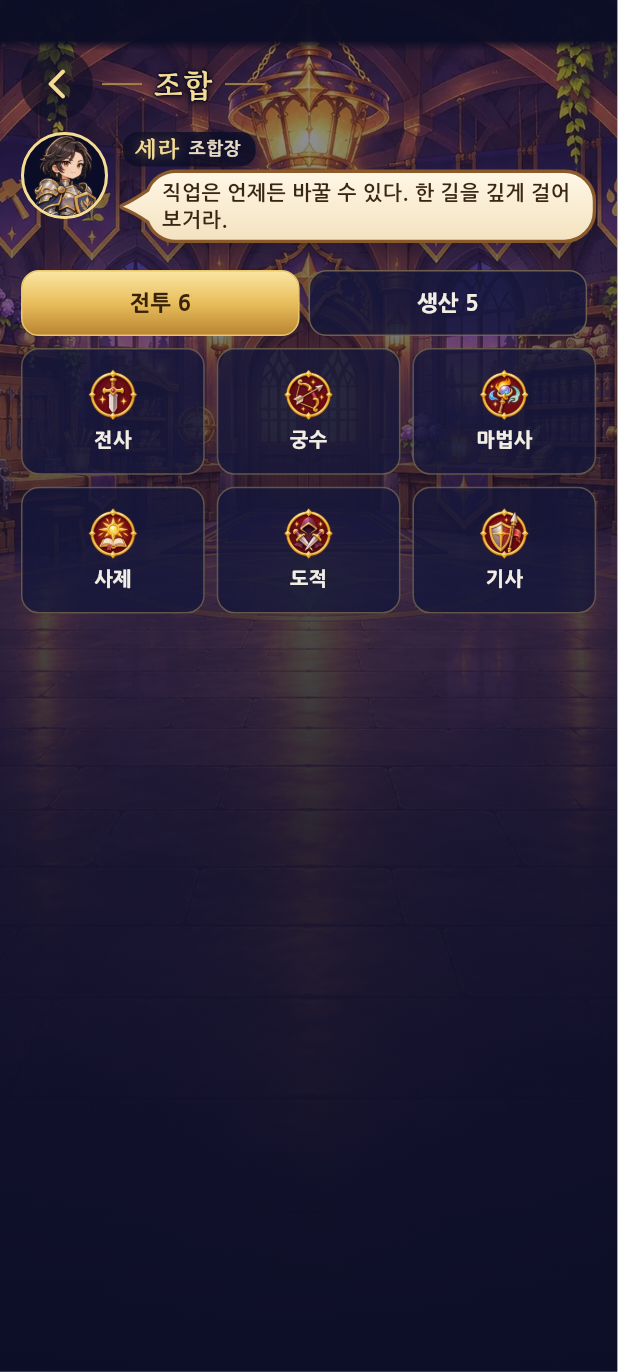 조합
세라 조합장
직업은 언제든 바꿀 수 있다. 한 길을 깊게 걸어
보거라.
전투 6
생산 5
전사
궁수
마법사
사제
도적
기사